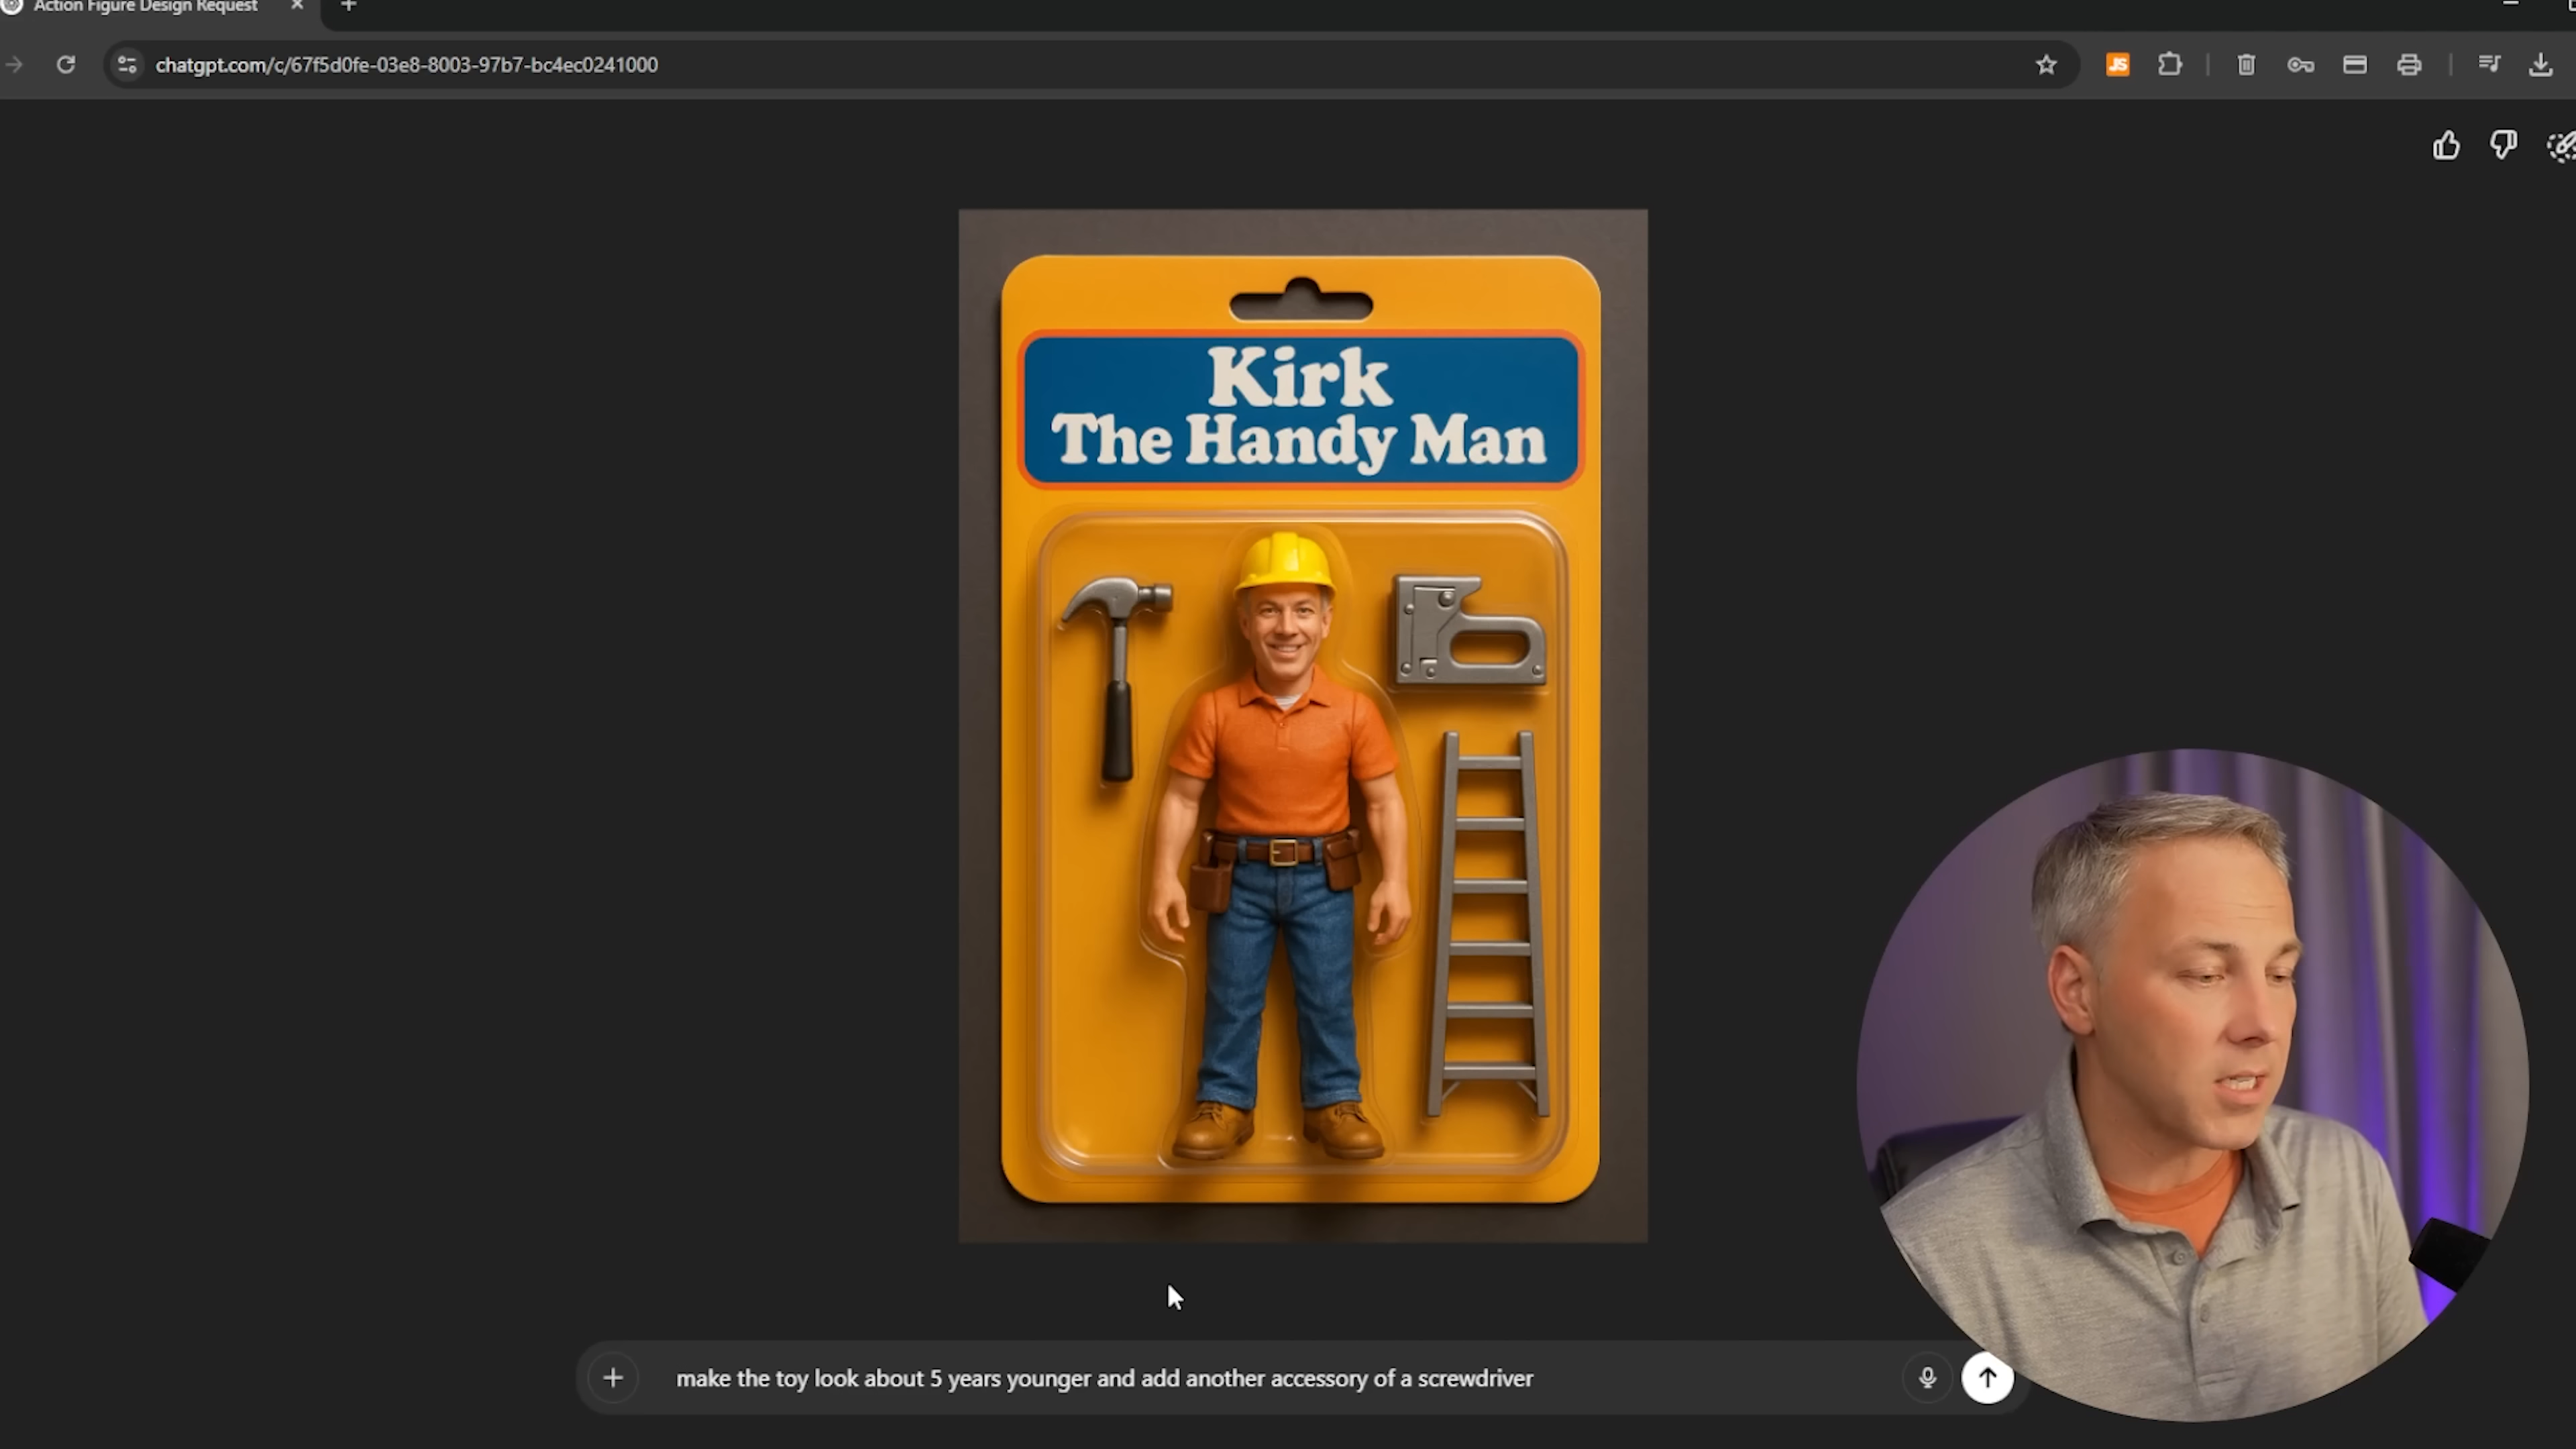 Action Figure Design Request
chatgpt.com/c/67f5d0fe-03e8-8003-97b7-bc4ec0241000
JS
Kirk
The Handy Man
make the toy look about 5 years younger and add another accessory of a screwdriver